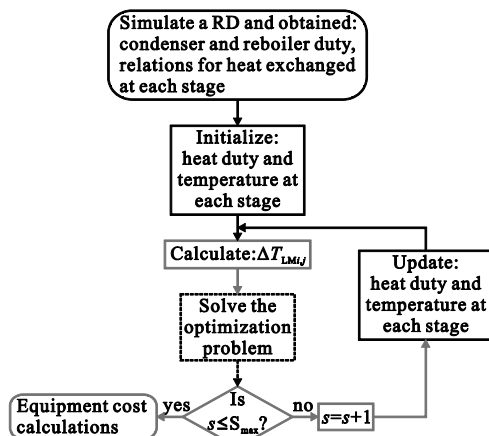 Simulate a RD and obtained:
condenser and reboiler duty,
relations for heat exchanged
at each stage
Initialize:
heat duty and
temperature at
each stage
Calculate:ΔT_LMi,j
Update:
heat duty and
temperature at
each stage
Solve the
optimization
problem
Is
s≤S_max?
yes
no
s=s+1
Equipment cost
calculations